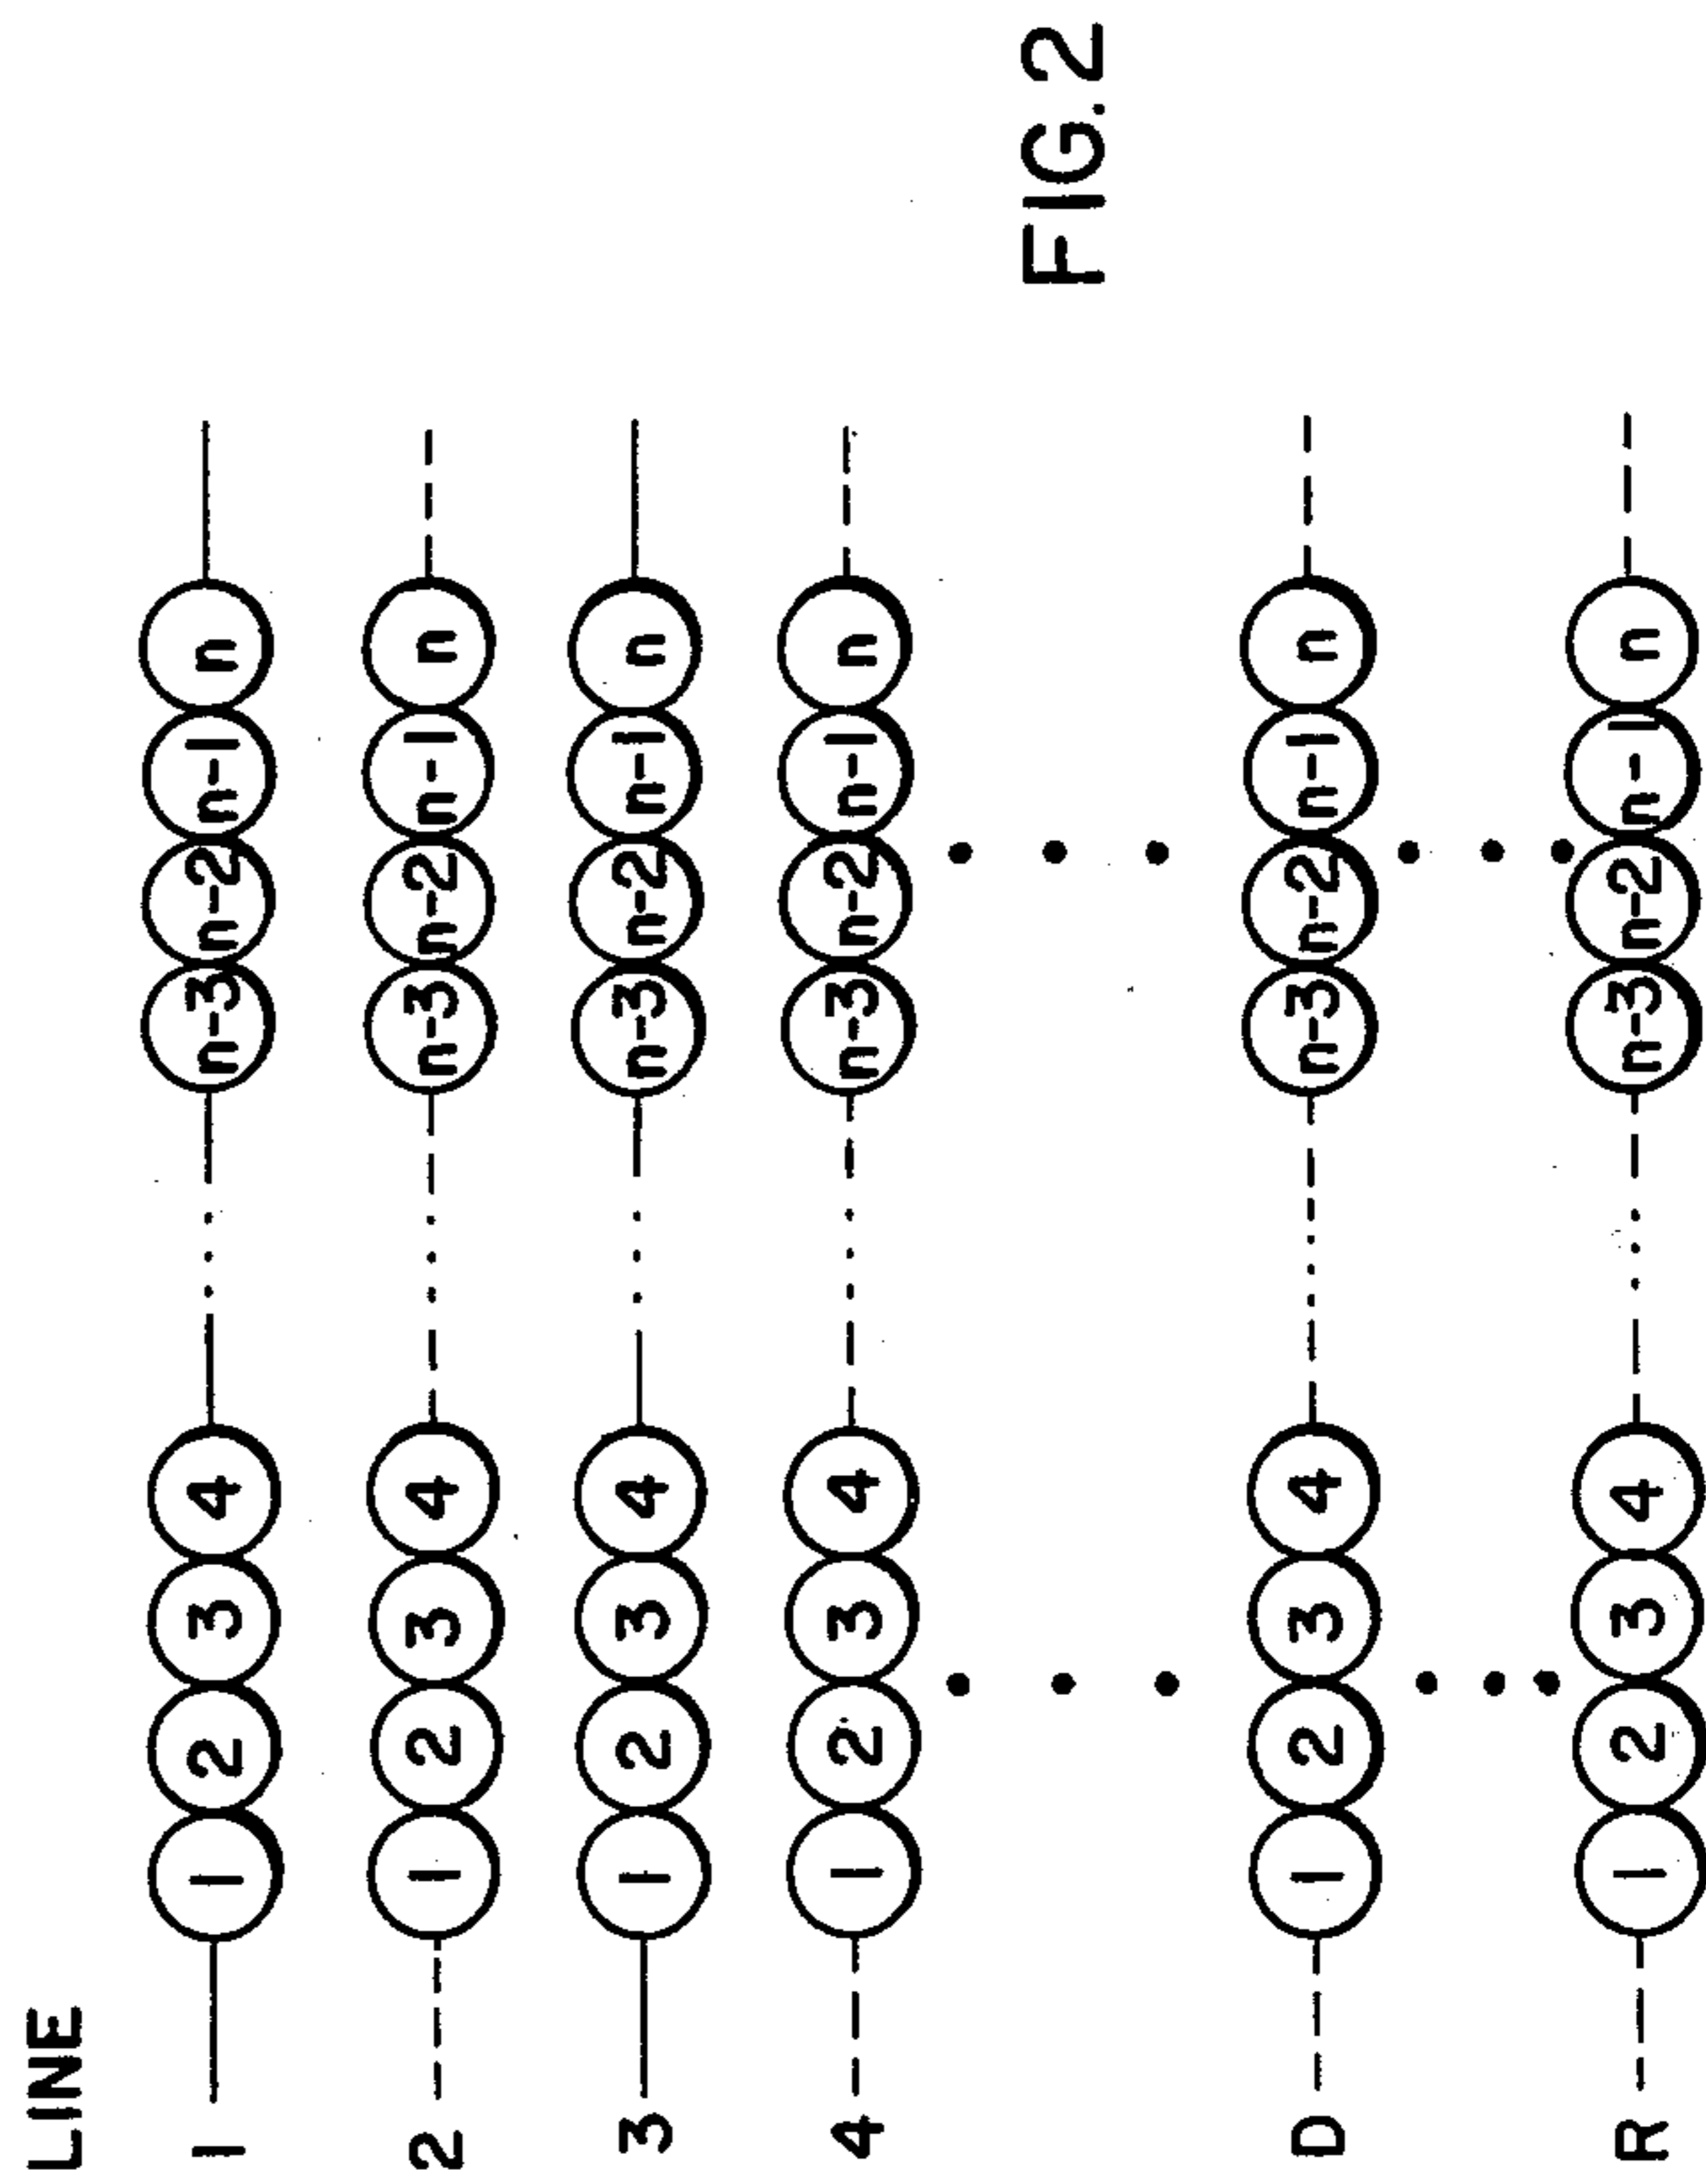 LINE
1 1 2 3 4 ... n-3 n-2 n-1 n
2 1 2 3 4 ... n-3 n-2 n-1 n
3 1 2 3 4 ... n-3 n-2 n-1 n
4 1 2 3 4 ... n-3 n-2 n-1 n
D 1 2 3 4 ... n-3 n-2 n-1 n
R 1 2 3 4 ... n-3 n-2 n-1 n
FIG.2